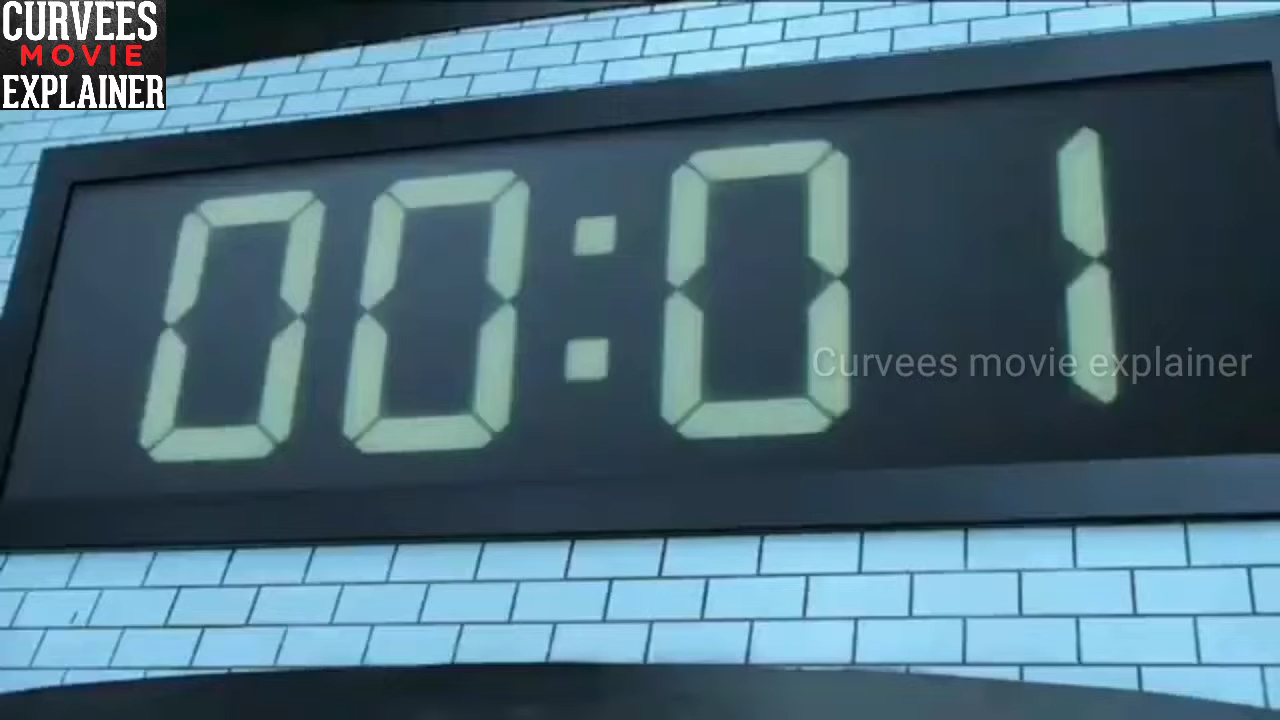 CURVEES
MOVIE
EXPLAINER
00:01
Curvees movie explainer